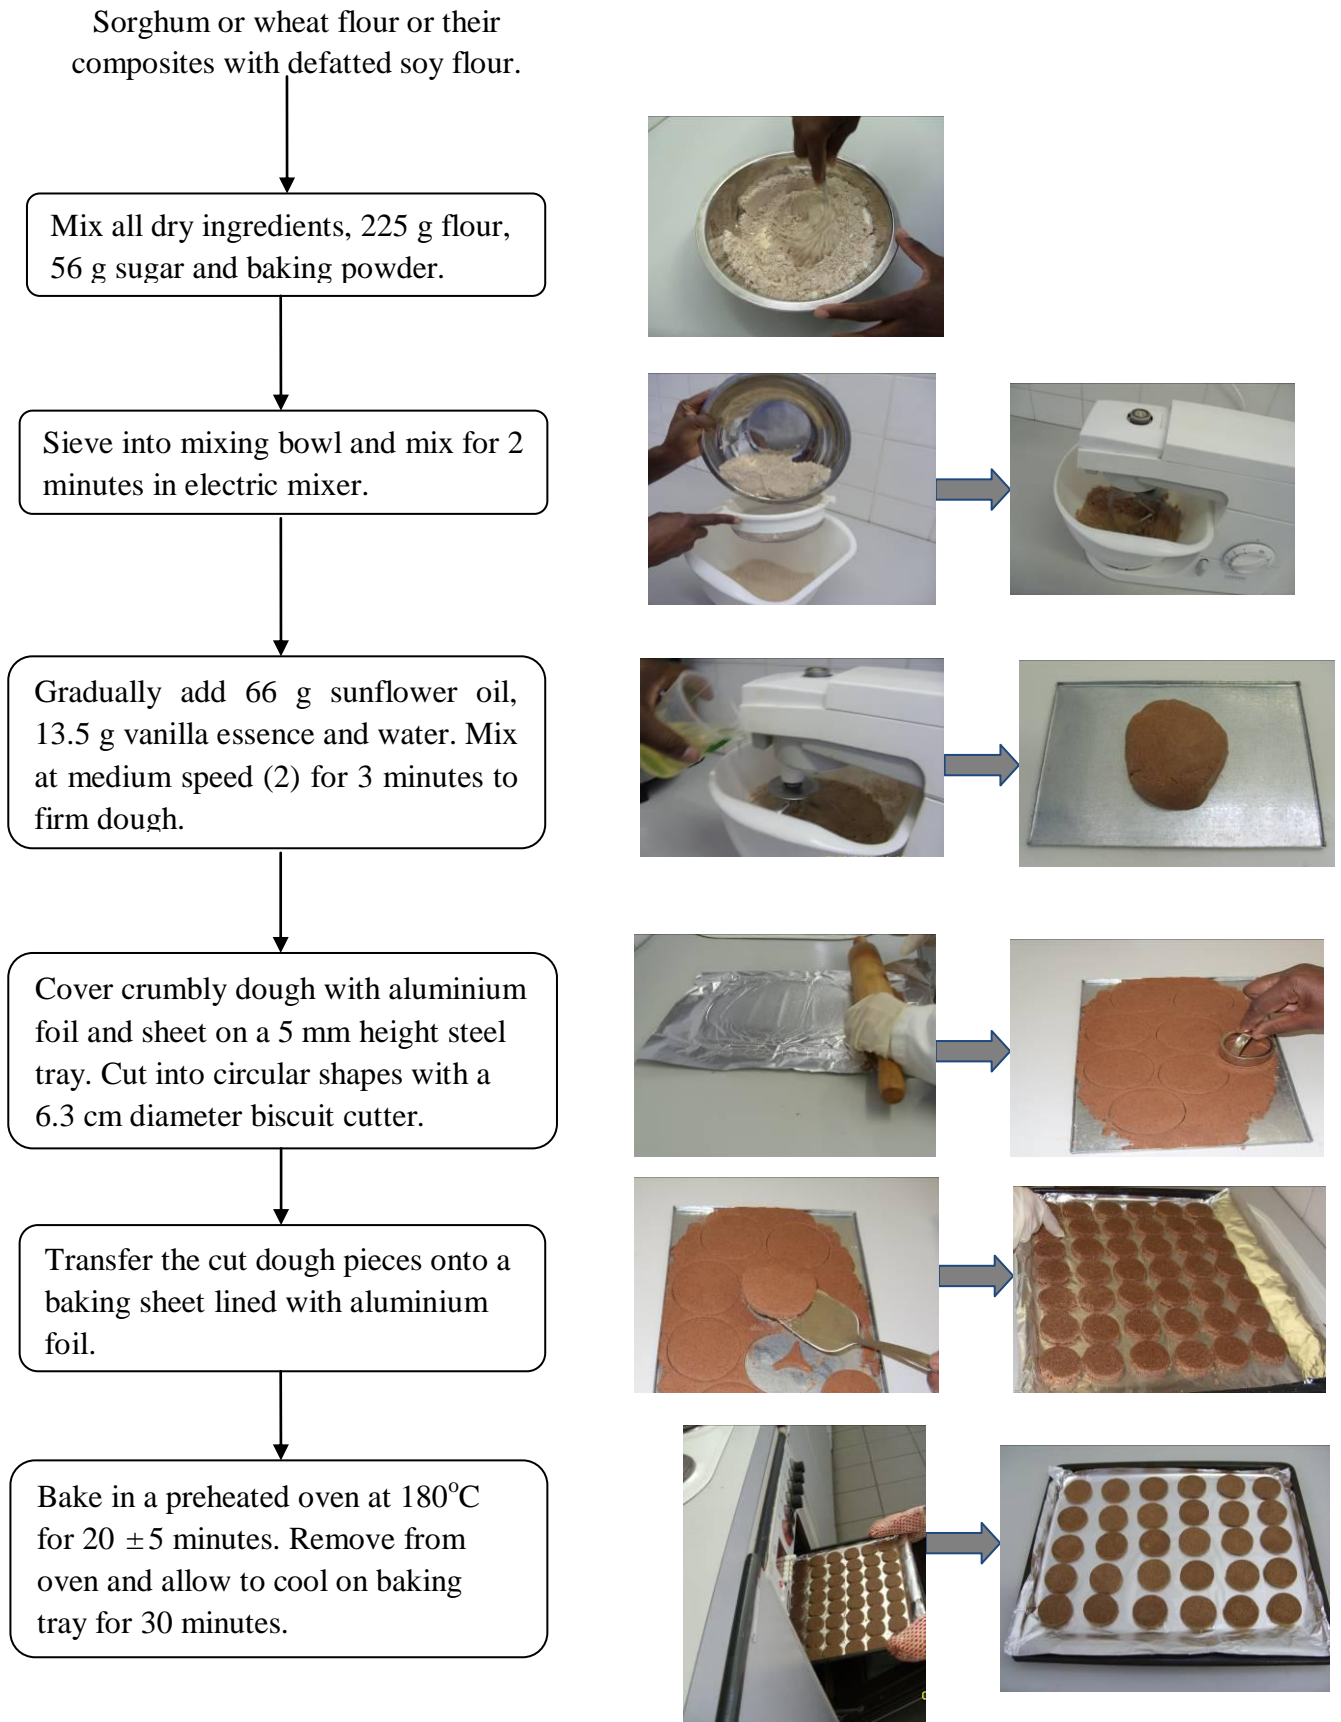 Sorghum or wheat flour or their
composites with defatted soy flour.
Mix all dry ingredients, 225 g flour,
56 g sugar and baking powder.
Sieve into mixing bowl and mix for 2
minutes in electric mixer.
Gradually add 66 g sunflower oil,
13.5 g vanilla essence and water. Mix
at medium speed (2) for 3 minutes to
firm dough.
Cover crumbly dough with aluminium
foil and sheet on a 5 mm height steel
tray. Cut into circular shapes with a
6.3 cm diameter biscuit cutter.
Transfer the cut dough pieces onto a
baking sheet lined with aluminium
foil.
Bake in a preheated oven at 180°C
for 20 ±5 minutes. Remove from
oven and allow to cool on baking
tray for 30 minutes.